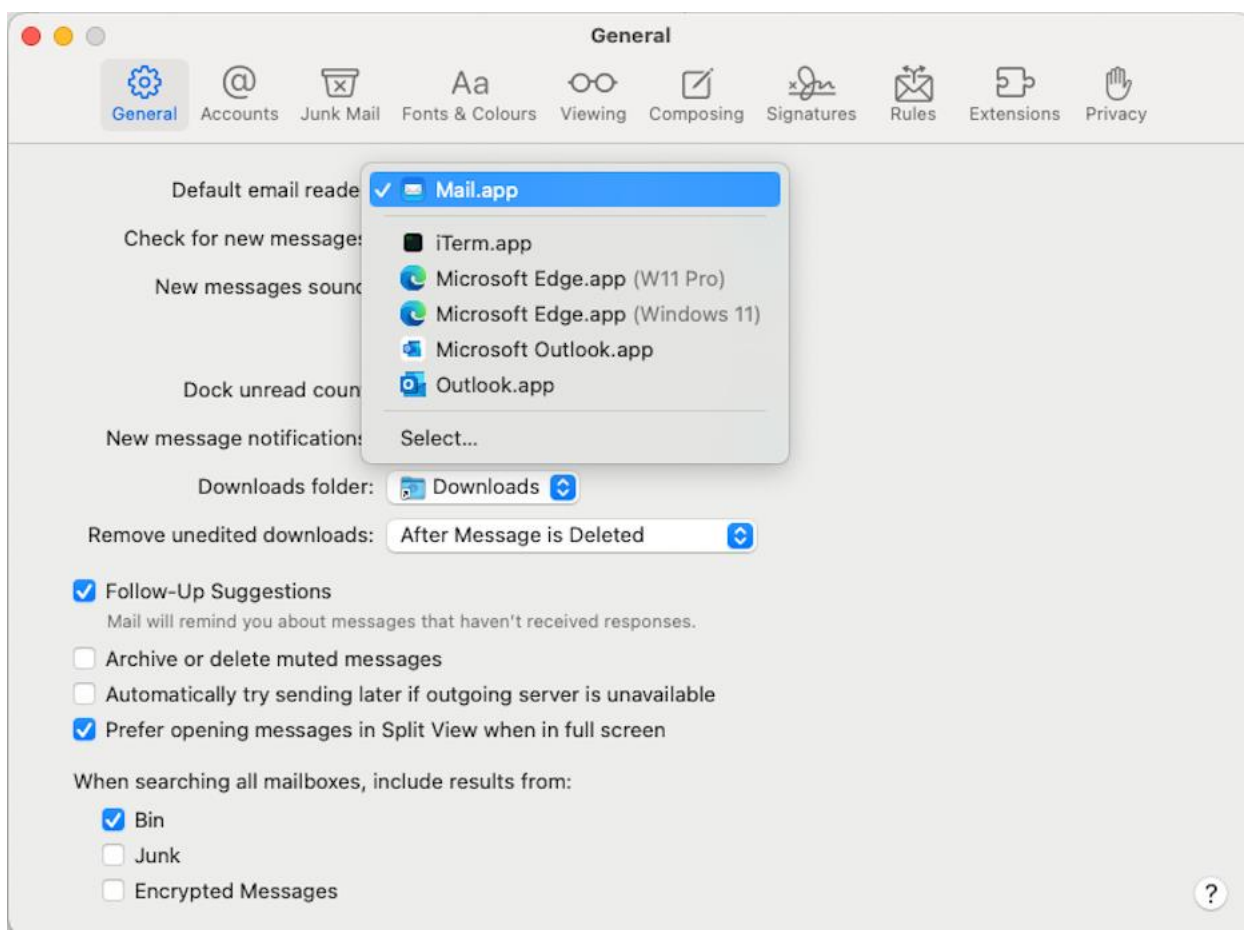 General
General Accounts Junk Mail Fonts & Colours Viewing Composing Signatures Rules Extensions Privacy
Default email reade Mail.app
Check for new message
iTerm.app
Microsoft Edge.app (W11 Pro)
New messages sound
Microsoft Edge.app (Windows 11)
Microsoft Outlook.app
Dock unread coun Outlook.app
New message notification Select...
Downloads folder: Downloads
Remove unedited downloads: After Message is Deleted
Follow-Up Suggestions
Mail will remind you about messages that haven't received responses.
Archive or delete muted messages
Automatically try sending later if outgoing server is unavailable
Prefer opening messages in Split View when in full screen
When searching all mailboxes, include results from:
Bin
Junk
Encrypted Messages
?